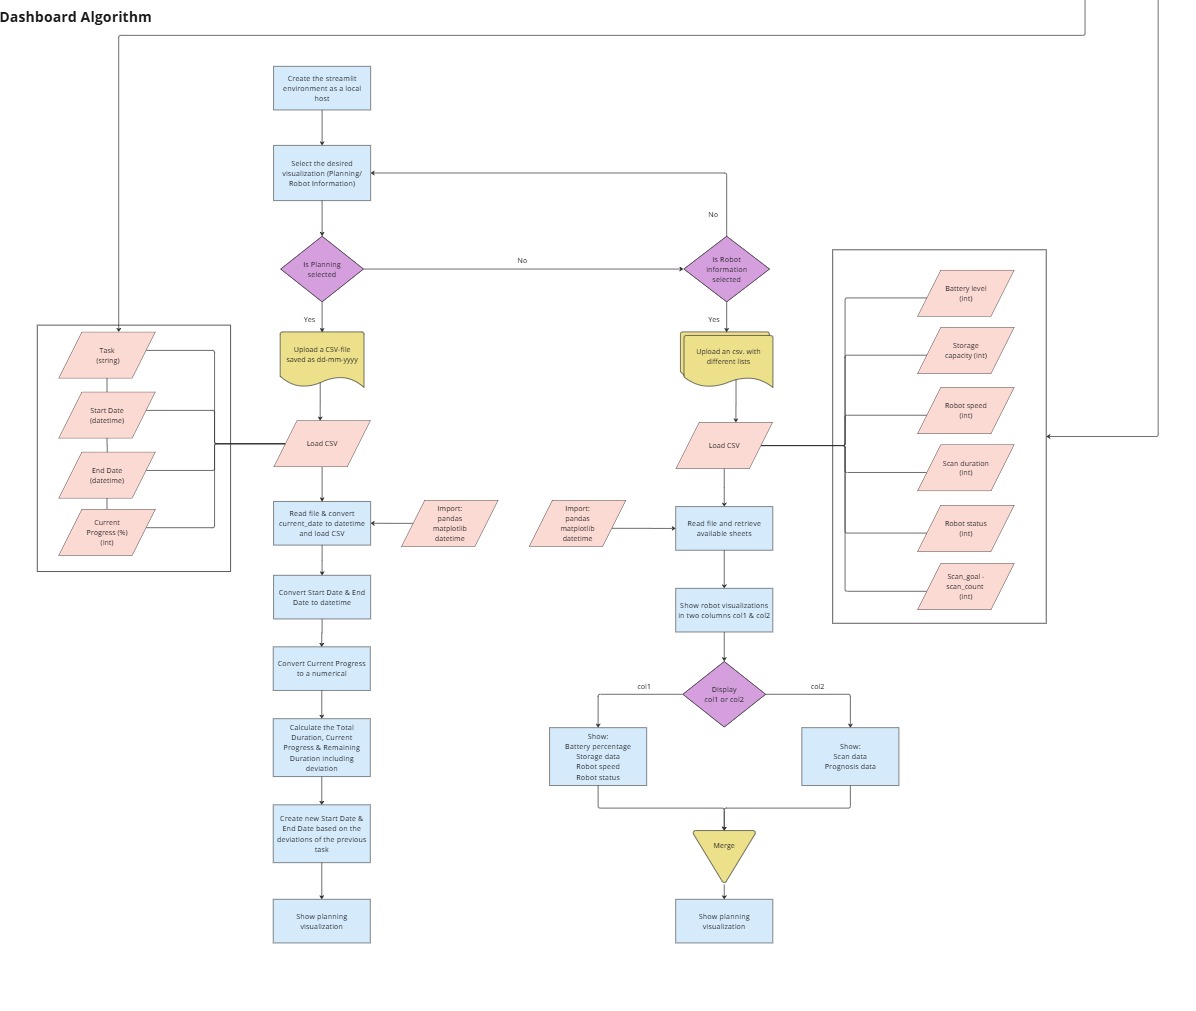 Dashboard Algorithm
Create the streamlit
environment as a local
host
Select the desired
visualization (Planning/
Robot Information)
No
Is Planning
selected
No
Is Robot
information
selected
Yes
Yes
Upload a CSV-file
saved as dd-mm-yyyy
Upload an csv. with
different lists
Task
(string)
Start Date
(datetime)
End Date
(datetime)
Current
Progress (%)
(int)
Load CSV
Load CSV
Battery level
(int)
Storage
capacity (int)
Robot speed
(int)
Scan duration
(int)
Robot status
(int)
Scan_goal -
scan_count
(int)
Read file & convert
current_date to datetime
and load CSV
Import:
pandas
matplotlib
datetime
Import:
pandas
matplotlib
datetime
Read file and retrieve
available sheets
Convert Start Date & End
Date to datetime
Show robot visualizations
in two columns col1 & col2
Convert Current Progress
to a numerical
col1
Display
col1 or col2
col2
Calculate the Total
Duration, Current
Progress & Remaining
Duration including
deviation
Show:
Battery percentage
Storage data
Robot speed
Robot status
Show:
Scan data
Prognosis data
Create new Start Date &
End Date based on the
deviations of the previous
task
Merge
Show planning
visualization
Show planning
visualization